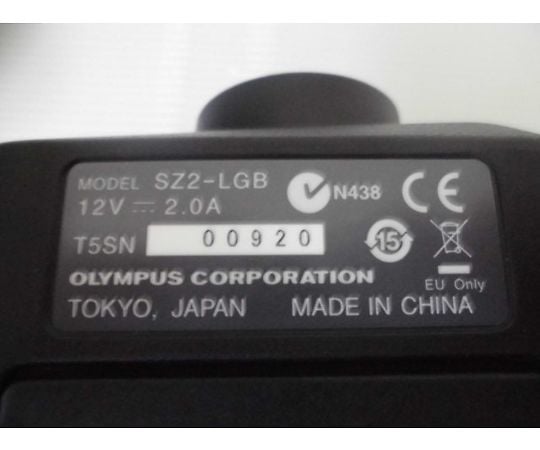 MODEL SZ2-LGB N438 CE
12V ⎓ 2.0A
T5SN 00920 15
EU Only
OLYMPUS CORPORATION
TOKYO, JAPAN MADE IN CHINA